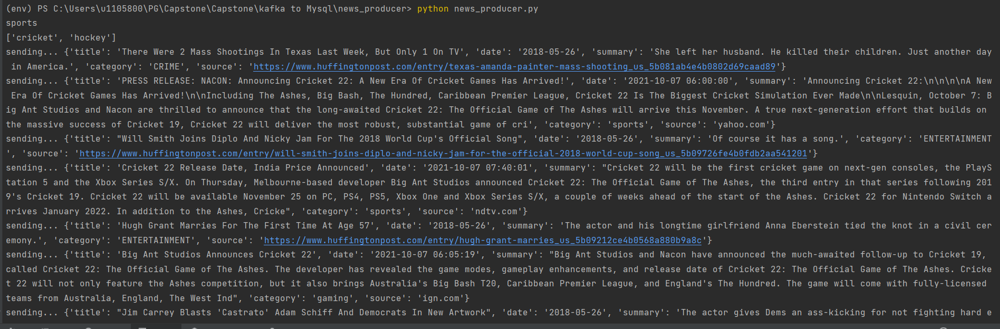 (env) PS C:\Users\u1105800\PG\Capstone\Capstone\kafka to Mysql\news_producer> python news_producer.py
sports
['cricket', 'hockey']
sending... {'title': 'There Were 2 Mass Shootings In Texas Last Week, But Only 1 On TV', 'date': '2018-05-26', 'summary': 'She left her husband. He killed their children. Just another day
 in America.', 'category': 'CRIME', 'source': 'https://www.huffingtonpost.com/entry/texas-amanda-painter-mass-shooting_us_5b081ab4e4b0802d69caad89'}
sending... {'title': 'PRESS RELEASE: NACON: Announcing Cricket 22: A New Era Of Cricket Games Has Arrived!', 'date': '2021-10-07 06:00:00', 'summary': 'Announcing Cricket 22:\n\n\n\nA New
 Era Of Cricket Games Has Arrived!\n\nIncluding The Ashes, Big Bash, The Hundred, Caribbean Premier League, Cricket 22 Is The Biggest Cricket Simulation Ever Made\n\nLesquin, October 7: B
ig Ant Studios and Nacon are thrilled to announce that the long-awaited Cricket 22: The Official Game of The Ashes will arrive this November. A true next-generation effort that builds on
the massive success of Cricket 19, Cricket 22 will deliver the most robust, substantial game of cri', 'category': 'sports', 'source': 'yahoo.com'}
sending... {'title': "Will Smith Joins Diplo And Nicky Jam For The 2018 World Cup's Official Song", 'date': '2018-05-26', 'summary': 'Of course it has a song.', 'category': 'ENTERTAINMENT
', 'source': 'https://www.huffingtonpost.com/entry/will-smith-joins-diplo-and-nicky-jam-for-the-official-2018-world-cup-song_us_5b09726fe4b0fdb2aa541201'}
sending... {'title': 'Cricket 22 Release Date, India Price Announced', 'date': '2021-10-07 07:40:01', 'summary': "Cricket 22 will be the first cricket game on next-gen consoles, the PlayS
tation 5 and the Xbox Series S/X. On Thursday, Melbourne-based developer Big Ant Studios announced Cricket 22: The Official Game of The Ashes, the third entry in that series following 201
9's Cricket 19. Cricket 22 will be available November 25 on PC, PS4, PS5, Xbox One and Xbox Series S/X, a couple of weeks ahead of the start of the Ashes. Cricket 22 for Nintendo Switch a
rrives January 2022. In addition to the Ashes, Cricke", 'category': 'sports', 'source': 'ndtv.com'}
sending... {'title': 'Hugh Grant Marries For The First Time At Age 57', 'date': '2018-05-26', 'summary': 'The actor and his longtime girlfriend Anna Eberstein tied the knot in a civil cer
emony.', 'category': 'ENTERTAINMENT', 'source': 'https://www.huffingtonpost.com/entry/hugh-grant-marries_us_5b09212ce4b0568a880b9a8c'}
sending... {'title': 'Big Ant Studios Announces Cricket 22', 'date': '2021-10-07 06:05:19', 'summary': "Big Ant Studios and Nacon have announced the much-awaited follow-up to Cricket 19,
called Cricket 22: The Official Game of The Ashes. The developer has revealed the game modes, gameplay enhancements, and release date of Cricket 22: The Official Game of The Ashes. Cricke
t 22 will not only feature the Ashes competition, but it also brings Australia's Big Bash T20, Caribbean Premier League, and England's The Hundred. The game will come with fully-licensed
teams from Australia, England, The West Ind", 'category': 'gaming', 'source': 'ign.com'}
sending... {'title': "Jim Carrey Blasts 'Castrato' Adam Schiff And Democrats In New Artwork", 'date': '2018-05-26', 'summary': 'The actor gives Dems an ass-kicking for not fighting hard e